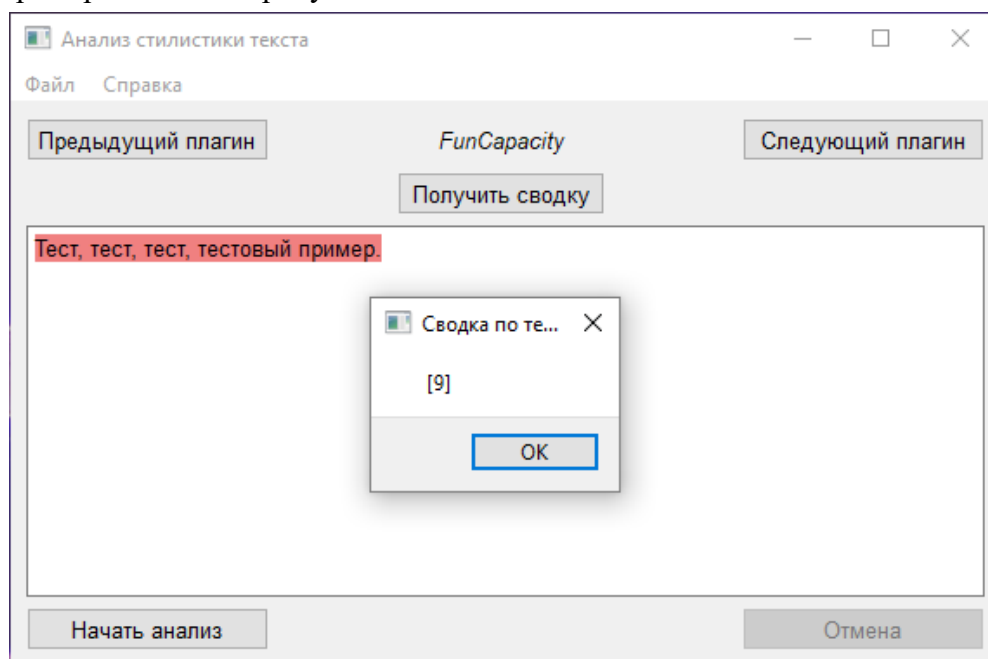 Анализ стилистики текста
Файл Справка
Предыдущий плагин FunCapacity Следующий плагин
Получить сводку
Тест, тест, тест, тестовый пример.
Сводка по те...
[9]
OK
Начать анализ Отмена